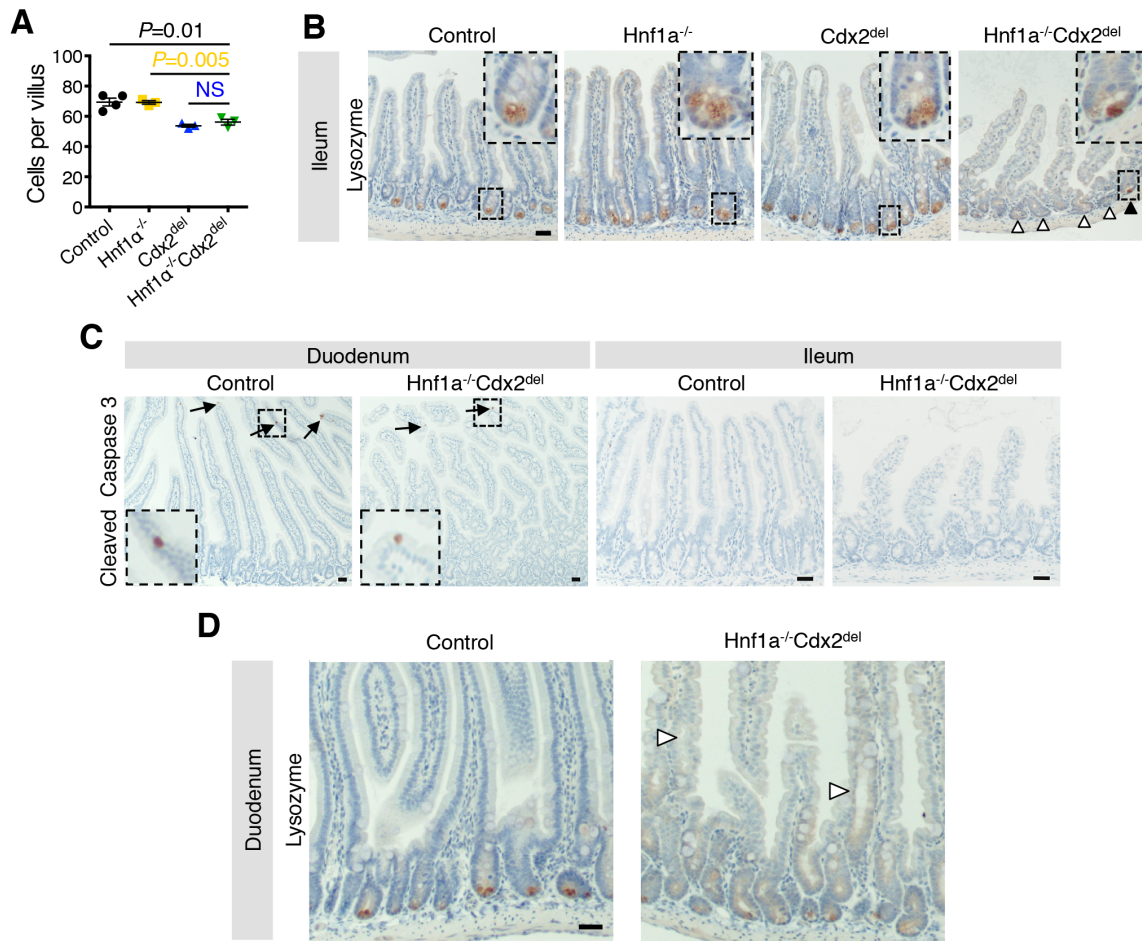 A
P=0.01
P=0.005
NS
Cells per villus
100
80
60
40
20
0
Control
Hnf1α⁻/⁻
Cdx2ᵈᵉˡ
Hnf1α⁻/⁻Cdx2ᵈᵉˡ
B
Control
Hnf1a⁻/⁻
Cdx2ᵈᵉˡ
Hnf1a⁻/⁻Cdx2ᵈᵉˡ
Ileum
Lysozyme
C
Duodenum
Ileum
Control
Hnf1a⁻/⁻Cdx2ᵈᵉˡ
Control
Hnf1a⁻/⁻Cdx2ᵈᵉˡ
Cleaved Caspase 3
D
Control
Hnf1a⁻/⁻Cdx2ᵈᵉˡ
Duodenum
Lysozyme